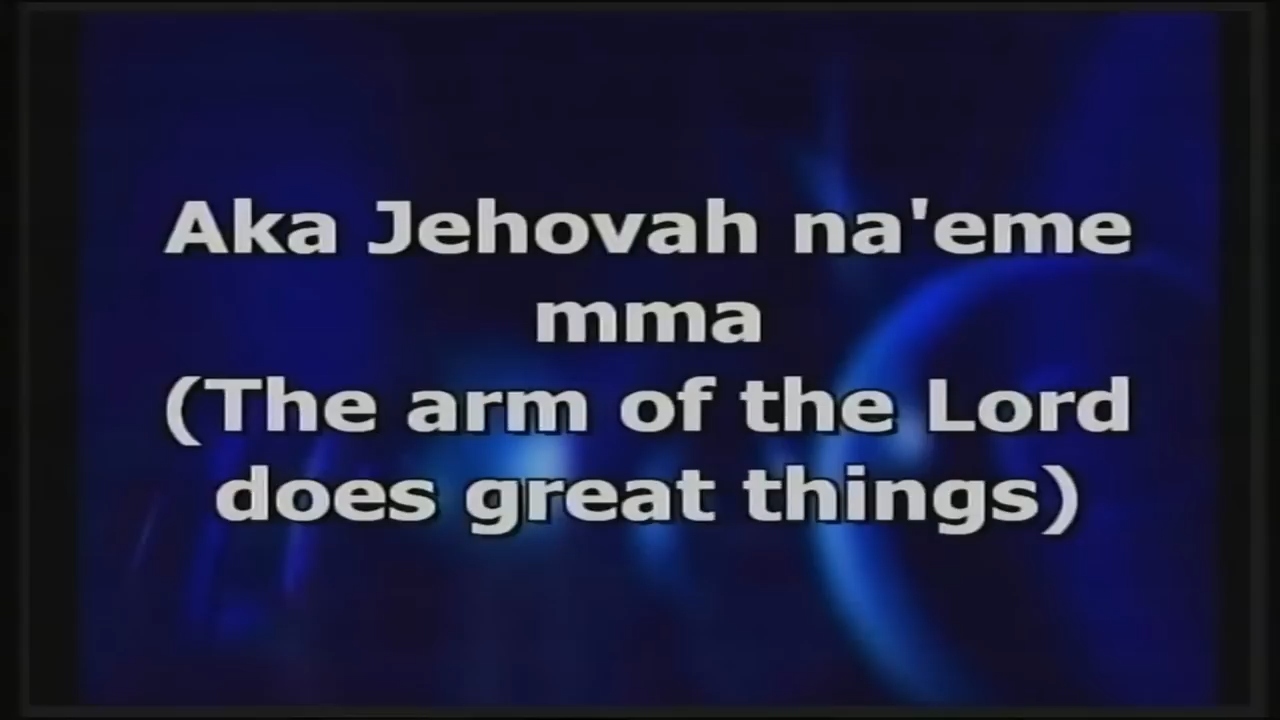 Aka Jehovah na'eme
mma
(The arm of the Lord
does great things)